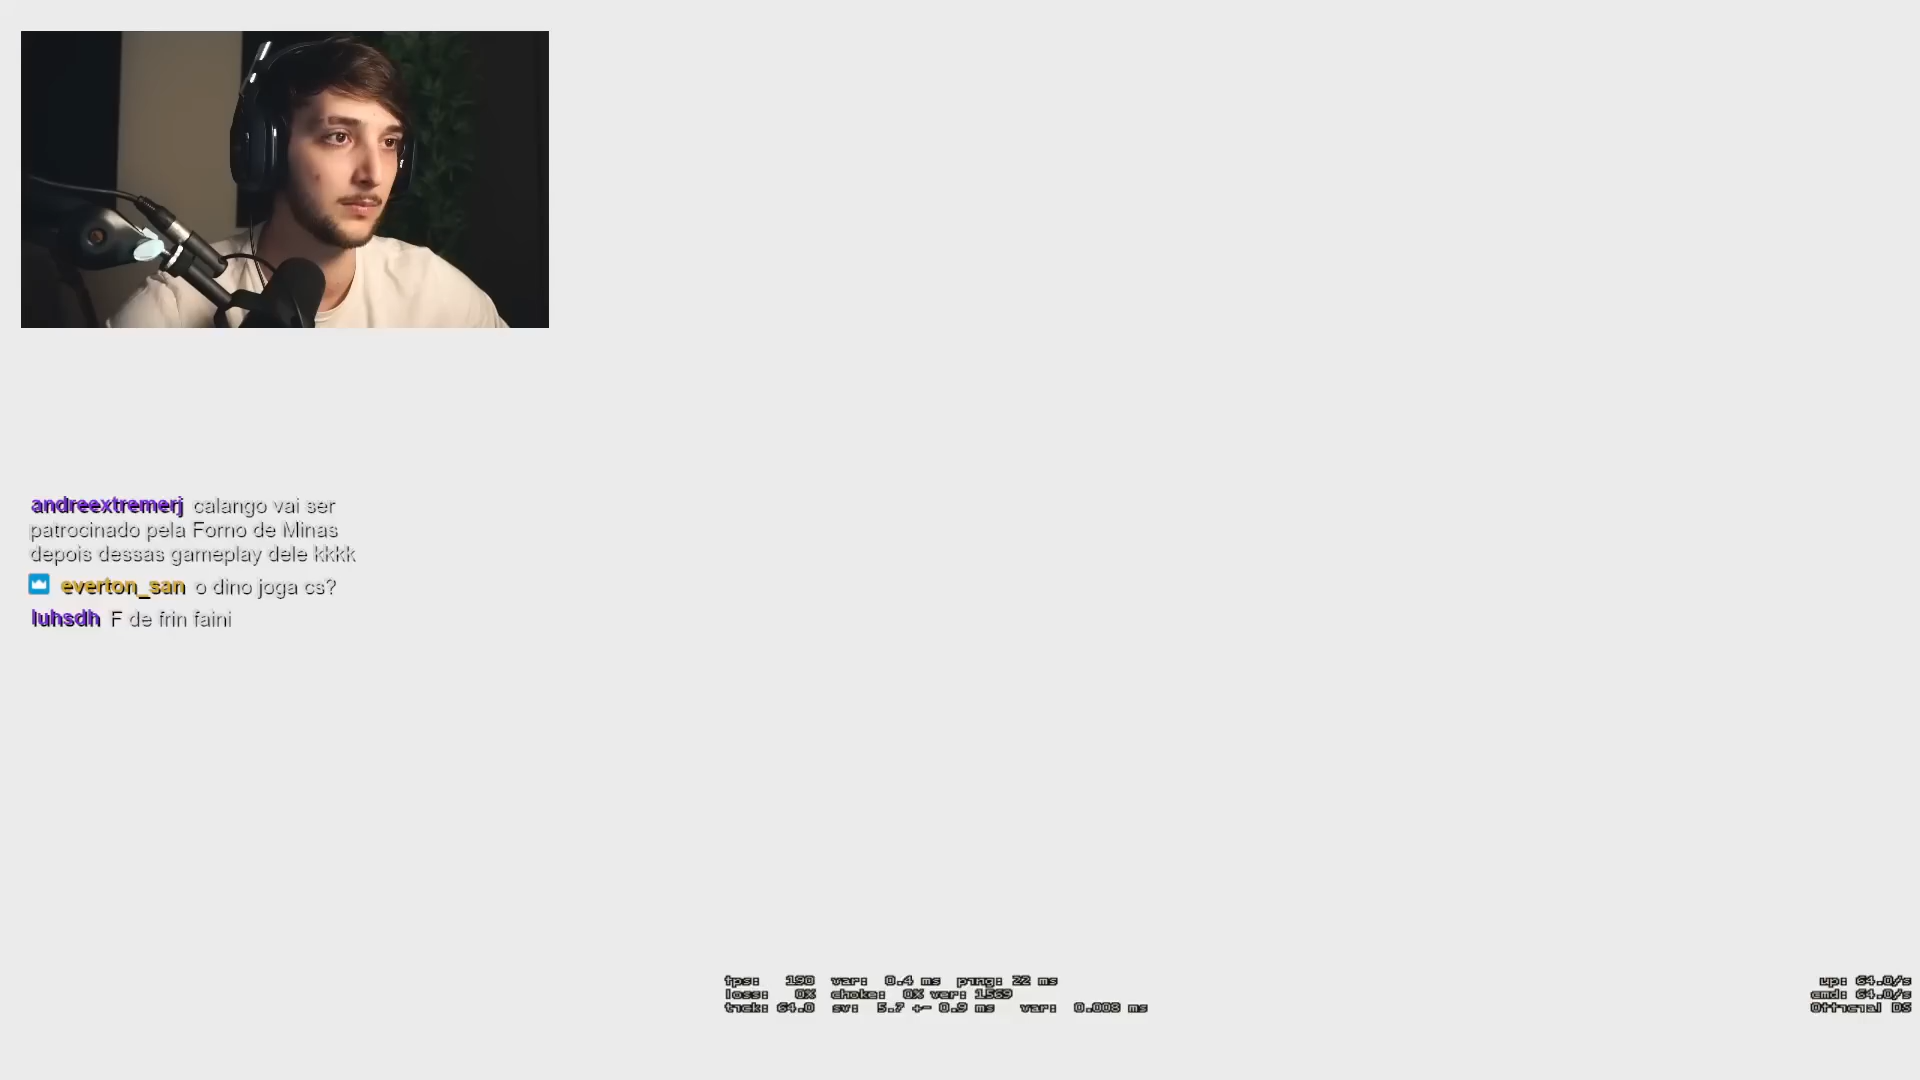 andreextremerj calango vai ser
patrocinado pela Forno de Minas
depois dessas gameplay dele kkkk
everton_san o dino joga cs?
luhsdh F de frin faini
fps: 190 var: 0.4 ms ping: 22 ms
loss: 0% choke: 0% ver: 1569
tick: 64.0 sv: 5.7 +- 0.9 ms var: 0.008 ms
up: 64.0/s
cmd: 64.0/s
Official DS